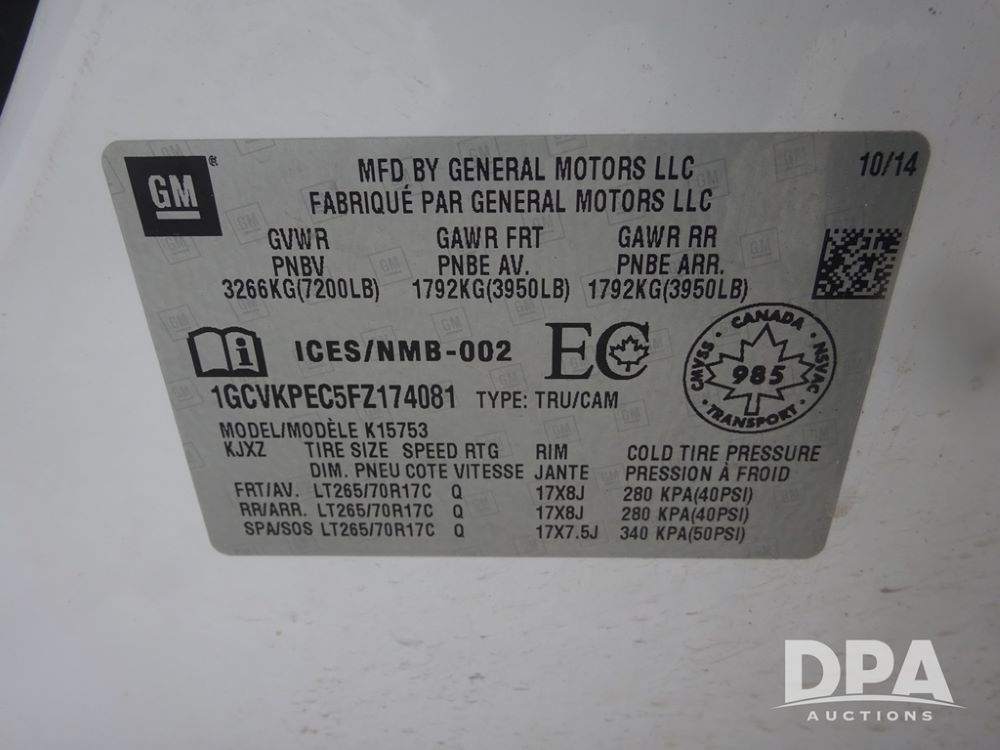 GM ®
MFD BY GENERAL MOTORS LLC
10/14
FABRIQUÉ PAR GENERAL MOTORS LLC
GVWR GAWR FRT GAWR RR
PNBV PNBE AV. PNBE ARR.
3266KG(7200LB) 1792KG(3950LB) 1792KG(3950LB)
i ICES/NMB-002 EC
CANADA
CMVSS · NSVAC
985
TRANSPORT
1GCVKPEC5FZ174081 TYPE: TRU/CAM
MODEL/MODÈLE K15753
KJXZ TIRE SIZE SPEED RTG RIM COLD TIRE PRESSURE
DIM. PNEU COTE VITESSE JANTE PRESSION À FROID
FRT/AV. LT265/70R17C Q 17X8J 280 KPA(40PSI)
RR/ARR. LT265/70R17C Q 17X8J 280 KPA(40PSI)
SPA/SOS LT265/70R17C Q 17X7.5J 340 KPA(50PSI)
DPA
AUCTIONS